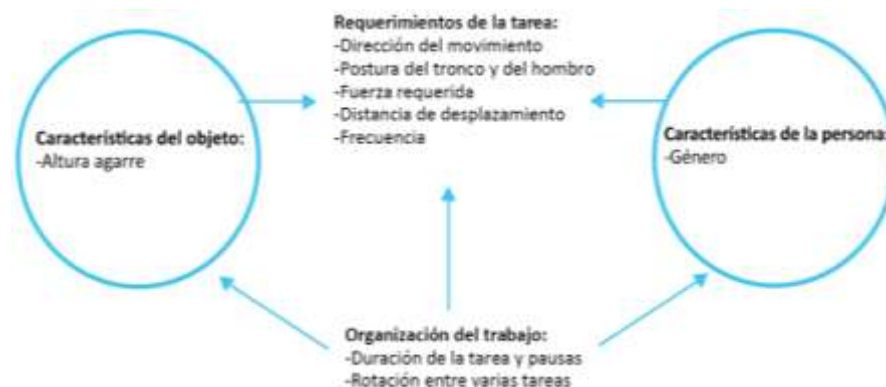 Requerimientos de la tarea:
-Dirección del movimiento
-Postura del tronco y del hombro
-Fuerza requerida
-Distancia de desplazamiento
-Frecuencia
Características del objeto:
-Altura agarre
Características de la persona:
-Género
Organización del trabajo:
-Duración de la tarea y pausas
-Rotación entre varias tareas